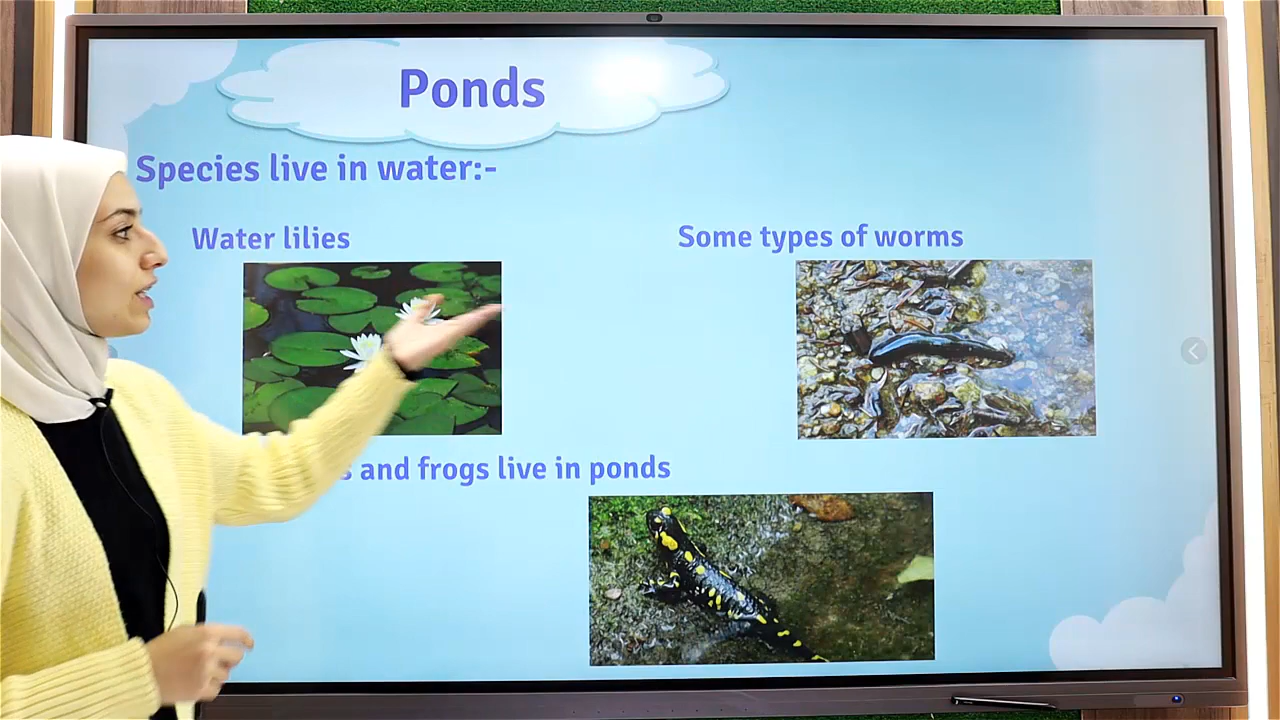 Ponds
Species live in water:-
Water lilies
Some types of worms
and frogs live in ponds